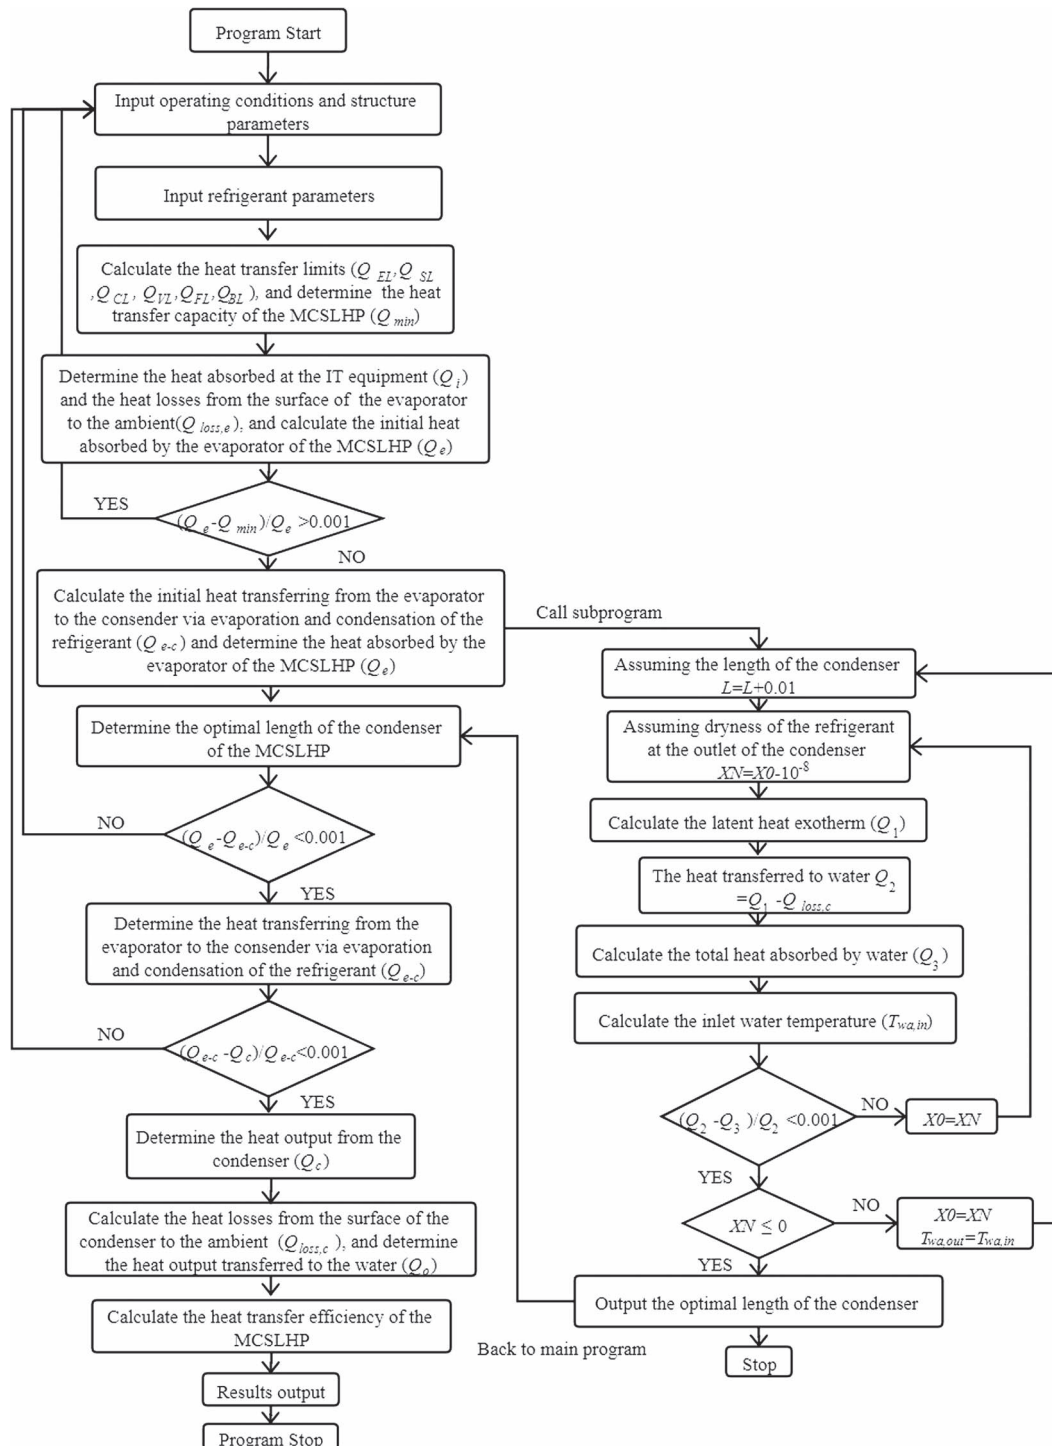 Program Start
Input operating conditions and structure
parameters
Input refrigerant parameters
Calculate the heat transfer limits (Q EL,Q SL
,Q CL, Q VL,Q FL,Q BL ), and determine the heat
transfer capacity of the MCSLHP (Q min)
Determine the heat absorbed at the IT equipment (Q i)
and the heat losses from the surface of the evaporator
to the ambient(Q loss,e), and calculate the initial heat
absorbed by the evaporator of the MCSLHP (Q e)
YES
(Q e-Q min)/Q e >0.001
NO
Calculate the initial heat transferring from the evaporator
to the consender via evaporation and condensation of the
refrigerant (Q e-c) and determine the heat absorbed by the
evaporator of the MCSLHP (Q e)
Call subprogram
Determine the optimal length of the condenser
of the MCSLHP
NO
(Q e-Q e-c)/Q e <0.001
YES
Determine the heat transferring from the
evaporator to the consender via evaporation
and condensation of the refrigerant (Q e-c)
NO
(Q e-c -Q c)/Q e-c<0.001
YES
Determine the heat output from the
condenser (Q c)
Calculate the heat losses from the surface of the
condenser to the ambient (Q loss,c), and determine
the heat output transferred to the water (Q o)
Calculate the heat transfer efficiency of the
MCSLHP
Results output
Program Stop
Assuming the length of the condenser
L=L+0.01
Assuming dryness of the refrigerant
at the outlet of the condenser
XN=X0-10-8
Calculate the latent heat exotherm (Q 1)
The heat transferred to water Q 2
=Q 1 -Q loss,c
Calculate the total heat absorbed by water (Q 3)
Calculate the inlet water temperature (T wa,in)
(Q 2 -Q 3 )/Q 2 <0.001
NO
X0=XN
YES
XN ≤ 0
NO
X0=XN
T wa,out=T wa,in
YES
Output the optimal length of the condenser
Back to main program
Stop